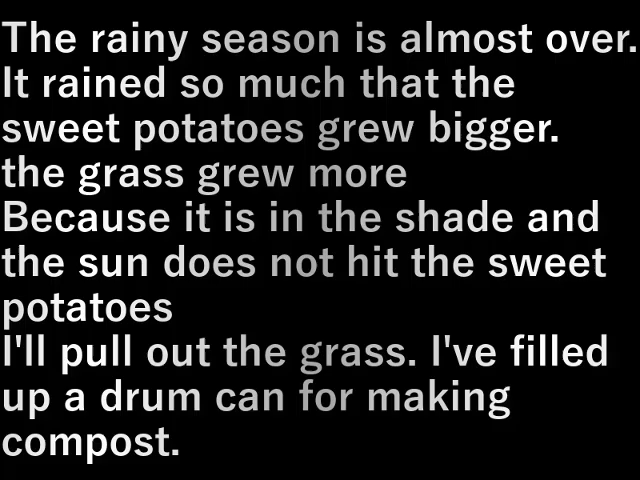 The rainy season is almost over.
It rained so much that the
sweet potatoes grew bigger.
the grass grew more
Because it is in the shade and
the sun does not hit the sweet
potatoes
I'll pull out the grass. I've filled
up a drum can for making
compost.